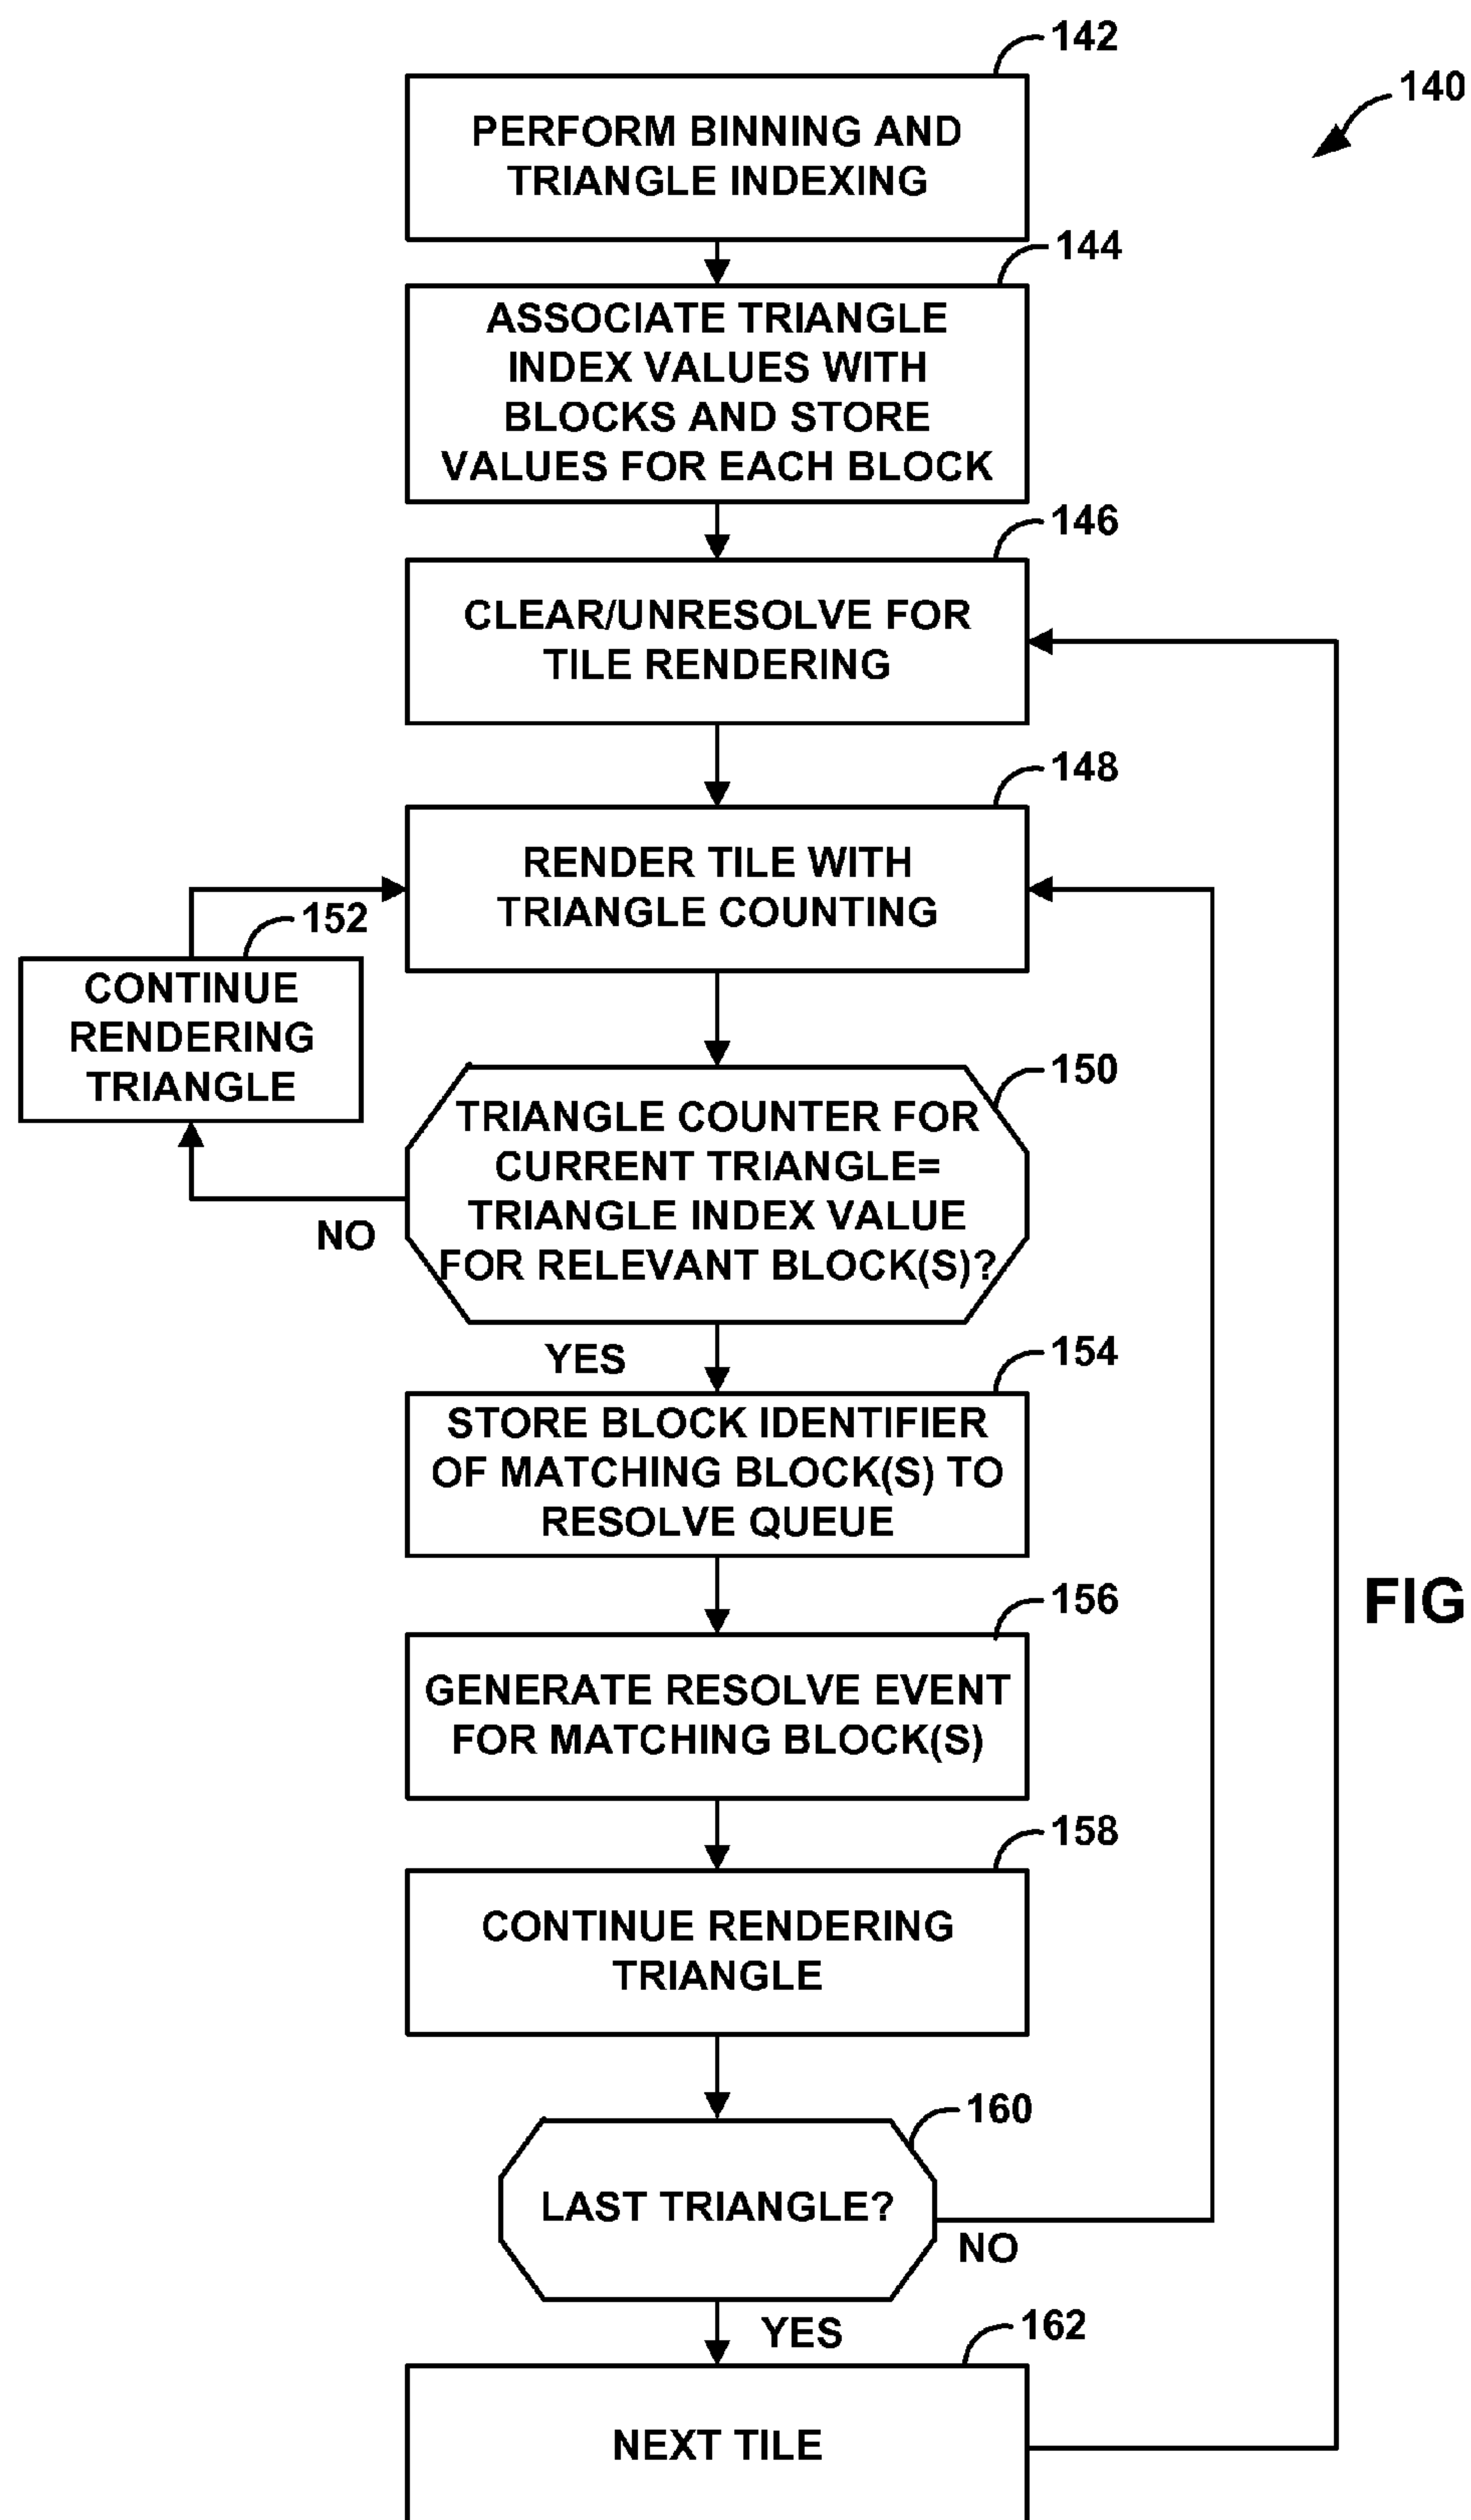 142
140
PERFORM BINNING AND
TRIANGLE INDEXING
144
ASSOCIATE TRIANGLE
INDEX VALUES WITH
BLOCKS AND STORE
VALUES FOR EACH BLOCK
146
CLEAR/UNRESOLVE FOR
TILE RENDERING
148
RENDER TILE WITH
TRIANGLE COUNTING
152
CONTINUE
RENDERING
TRIANGLE
150
TRIANGLE COUNTER FOR
CURRENT TRIANGLE=
TRIANGLE INDEX VALUE
FOR RELEVANT BLOCK(S)?
NO
YES
154
STORE BLOCK IDENTIFIER
OF MATCHING BLOCK(S) TO
RESOLVE QUEUE
156
FIG
GENERATE RESOLVE EVENT
FOR MATCHING BLOCK(S)
158
CONTINUE RENDERING
TRIANGLE
160
LAST TRIANGLE?
NO
YES
162
NEXT TILE